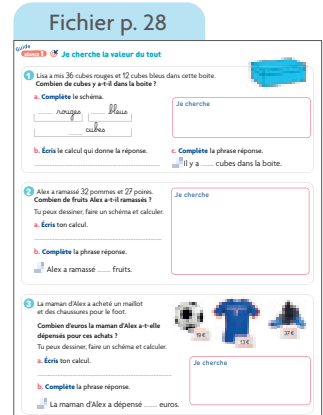 Fichier p. 28
Guidé
séance 1 Je cherche la valeur du tout
1 Lisa a mis 36 cubes rouges et 12 cubes bleus dans cette boite.
Combien de cubes y a-t-il dans la boite ?
a. Complète le schéma.
...... rouges ...... bleus
...... cubes
Je cherche
b. Écris le calcul qui donne la réponse.
c. Complète la phrase réponse.
Il y a ...... cubes dans la boite.
2 Alex a ramassé 32 pommes et 27 poires.
Combien de fruits Alex a-t-il ramassés ?
Tu peux dessiner, faire un schéma et calculer.
a. Écris ton calcul.
b. Complète la phrase réponse.
Alex a ramassé ...... fruits.
Je cherche
3 La maman d'Alex a acheté un maillot
et des chaussures pour le foot.
Combien d'euros la maman d'Alex a-t-elle
dépensés pour ces achats ?
Tu peux dessiner, faire un schéma et calculer.
13€
37€
a. Écris ton calcul.
b. Complète la phrase réponse.
La maman d'Alex a dépensé ...... euros.
Je cherche